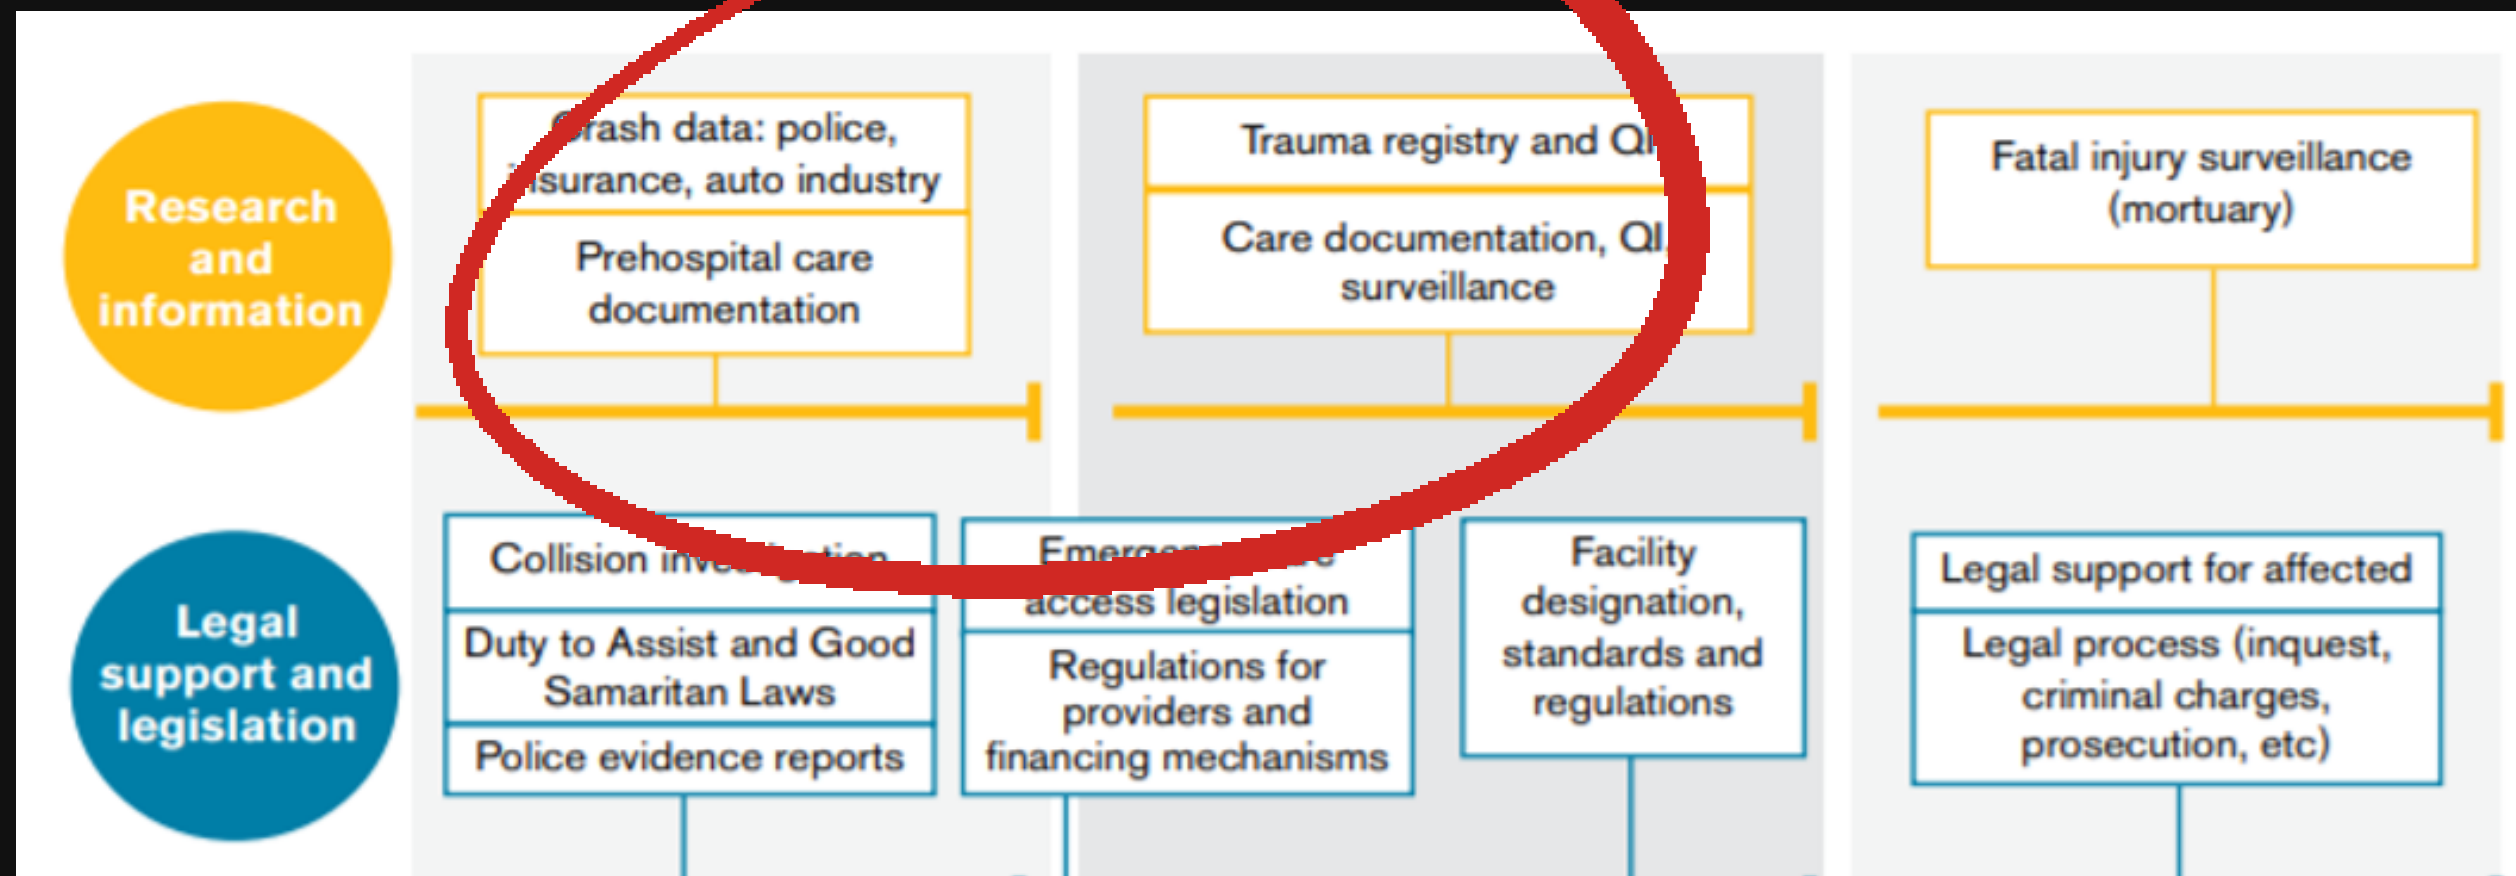 Research
and
information
Crash data: police,
insurance, auto industry
Prehospital care
documentation
Trauma registry and QI
Care documentation, QI,
surveillance
Fatal injury surveillance
(mortuary)
Legal
support and
legislation
Collision investigation
Duty to Assist and Good
Samaritan Laws
Police evidence reports
access legislation
Regulations for
providers and
financing mechanisms
Facility
designation,
standards and
regulations
Legal support for affected
Legal process (inquest,
criminal charges,
prosecution, etc)